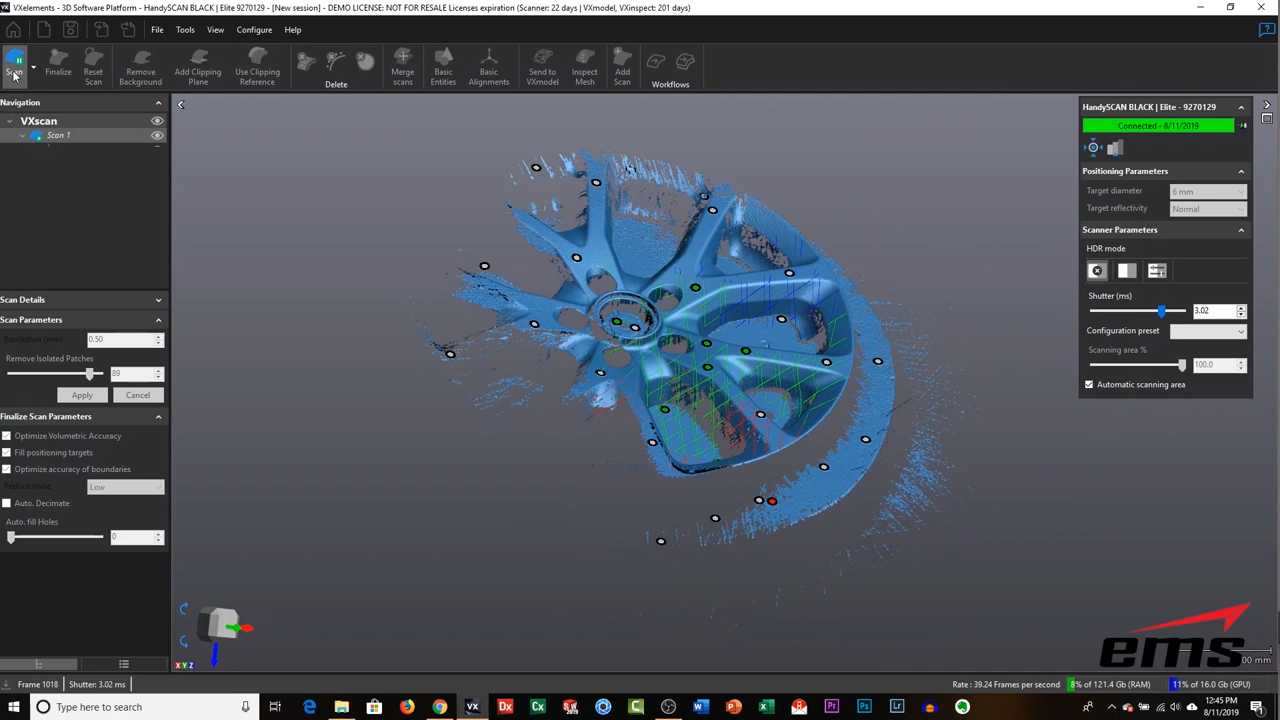 VXelements - 3D Software Platform - HandySCAN BLACK | Elite 9270129 - [New session] - DEMO LICENSE: NOT FOR RESALE Licenses expiration (Scanner: 22 days | VXmodel, VXinspect: 201 days)
File Tools View Configure Help
Scan Finalize Reset Scan Remove Background Add Clipping Plane Use Clipping Reference Delete Merge scans Basic Entities Basic Alignments Send to VXmodel Inspect Mesh Add Scan Workflows
Navigation
VXscan
Scan 1
Scan Details
Scan Parameters
Resolution (mm) 0.50
Remove Isolated Patches
89
Apply Cancel
Finalize Scan Parameters
Optimize Volumetric Accuracy
Fill positioning targets
Optimize accuracy of boundaries
Reduce noise Low
Auto. Decimate
Auto. fill Holes
0
HandySCAN BLACK | Elite - 9270129
Connected - 8/11/2019
Positioning Parameters
Target diameter 6 mm
Target reflectivity Normal
Scanner Parameters
HDR mode
Shutter (ms)
3.02
Configuration preset
Scanning area %
100.0
Automatic scanning area
X Y Z
ems
00 mm
Frame 1018 Shutter: 3.02 ms Rate : 39.24 Frames per second 8% of 121.4 Gb (RAM) 11% of 16.0 Gb (GPU)
Type here to search
12:45 PM
8/11/2019